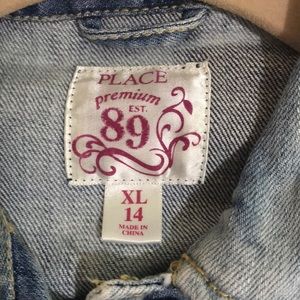 PLACE
premium
EST.
89
XL
14
MADE IN
CHINA